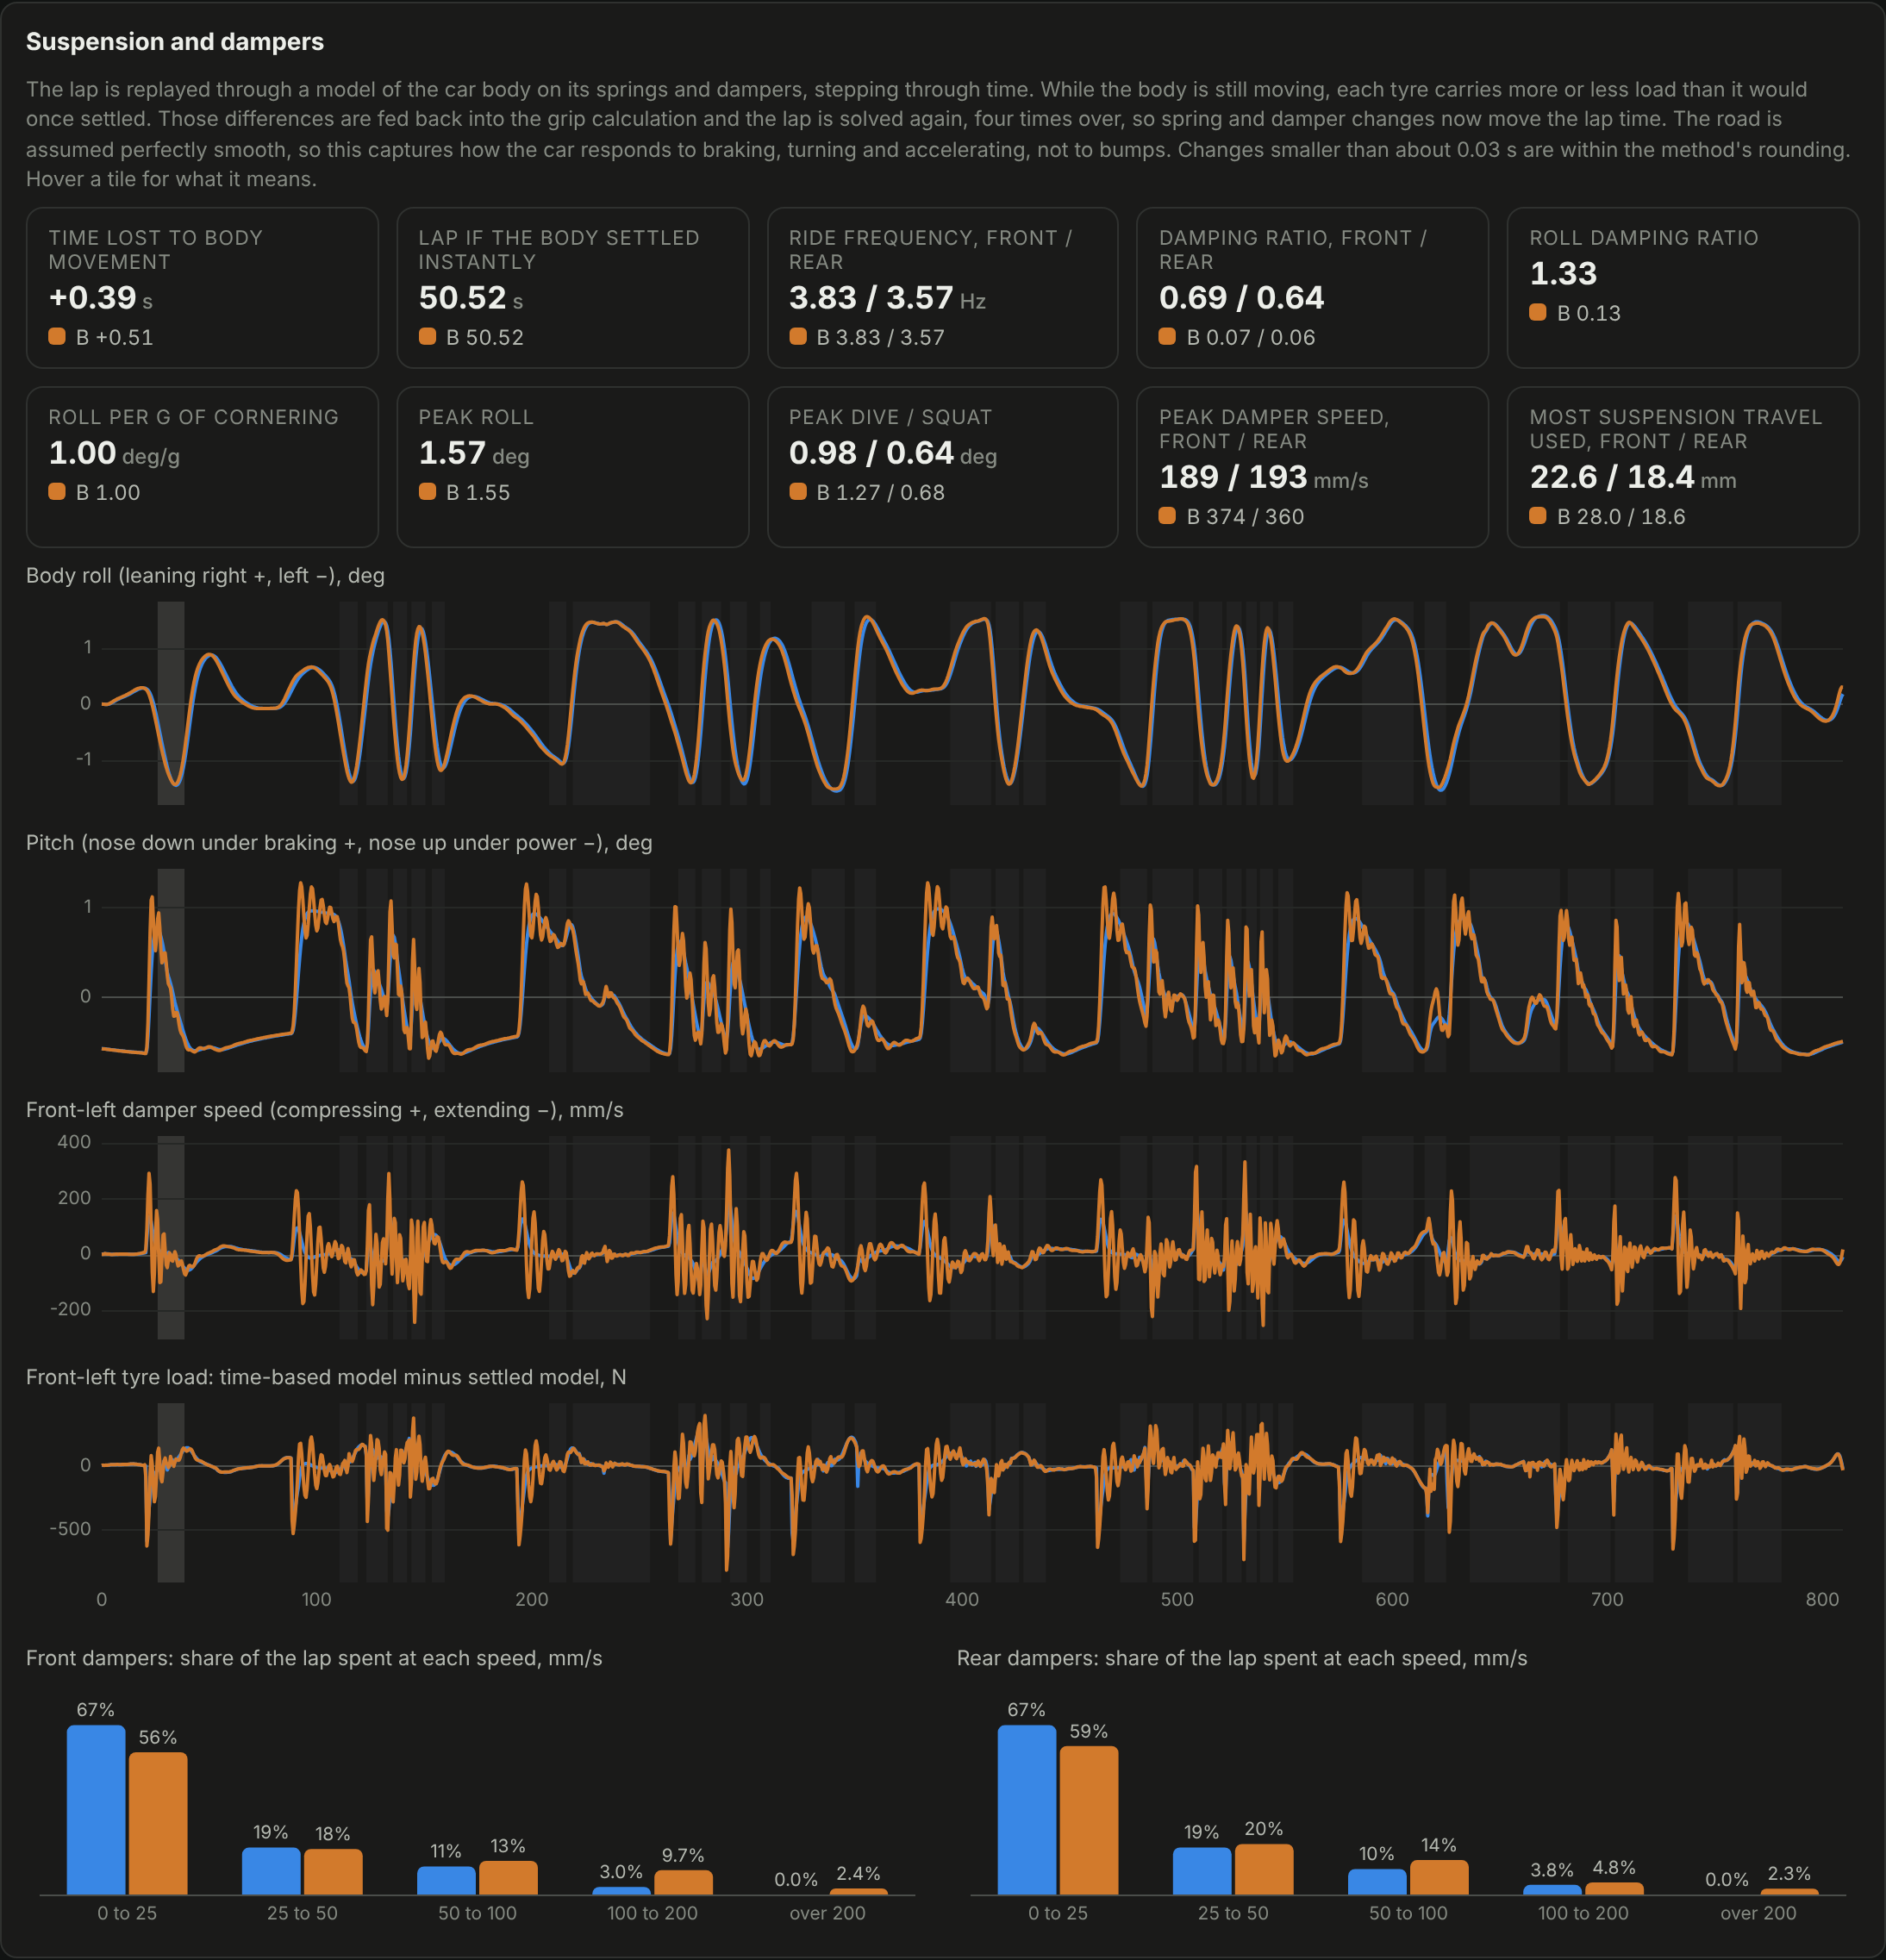 Suspension and dampers
The lap is replayed through a model of the car body on its springs and dampers, stepping through time. While the body is still moving, each tyre carries more or less load than it would
once settled. Those differences are fed back into the grip calculation and the lap is solved again, four times over, so spring and damper changes now move the lap time. The road is
assumed perfectly smooth, so this captures how the car responds to braking, turning and accelerating, not to bumps. Changes smaller than about 0.03 s are within the method's rounding.
Hover a tile for what it means.
TIME LOST TO BODY
MOVEMENT
+0.39 s
B +0.51
LAP IF THE BODY SETTLED
INSTANTLY
50.52 s
B 50.52
RIDE FREQUENCY, FRONT /
REAR
3.83 / 3.57 Hz
B 3.83 / 3.57
DAMPING RATIO, FRONT /
REAR
0.69 / 0.64
B 0.07 / 0.06
ROLL DAMPING RATIO
1.33
B 0.13
ROLL PER G OF CORNERING
1.00 deg/g
B 1.00
PEAK ROLL
1.57 deg
B 1.55
PEAK DIVE / SQUAT
0.98 / 0.64 deg
B 1.27 / 0.68
PEAK DAMPER SPEED,
FRONT / REAR
189 / 193 mm/s
B 374 / 360
MOST SUSPENSION TRAVEL
USED, FRONT / REAR
22.6 / 18.4 mm
B 28.0 / 18.6
Body roll (leaning right +, left −), deg
1
0
-1
Pitch (nose down under braking +, nose up under power −), deg
1
0
Front-left damper speed (compressing +, extending −), mm/s
400
200
0
-200
Front-left tyre load: time-based model minus settled model, N
0
-500
0 100 200 300 400 500 600 700 800
Front dampers: share of the lap spent at each speed, mm/s
67% 56% 19% 18% 11% 13% 3.0% 9.7% 0.0% 2.4%
0 to 25 25 to 50 50 to 100 100 to 200 over 200
Rear dampers: share of the lap spent at each speed, mm/s
67% 59% 19% 20% 10% 14% 3.8% 4.8% 0.0% 2.3%
0 to 25 25 to 50 50 to 100 100 to 200 over 200